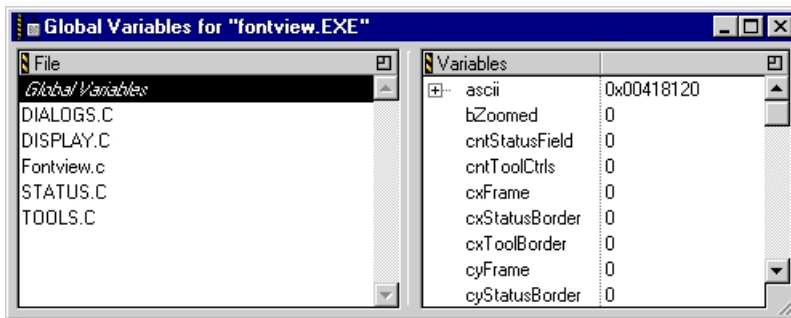 Global Variables for "fontview.EXE"
File
Global Variables
DIALOGS.C
DISPLAY.C
Fontview.c
STATUS.C
TOOLS.C
Variables
ascii 0x00418120
bZoomed 0
cntStatusField 0
cntToolCtrls 0
cxFrame 0
cxStatusBorder 0
cxToolBorder 0
cyFrame 0
cyStatusBorder 0